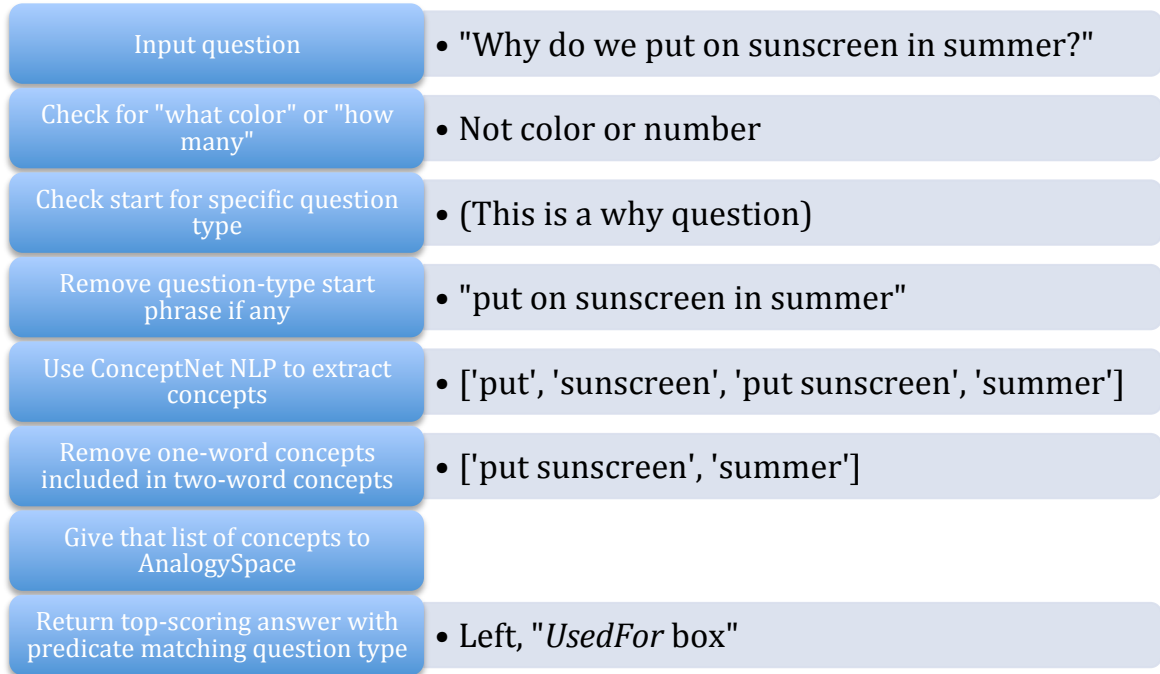 Input question
• "Why do we put on sunscreen in summer?"
Check for "what color" or "how
many"
• Not color or number
Check start for specific question
type
• (This is a why question)
Remove question-type start
phrase if any
• "put on sunscreen in summer"
Use ConceptNet NLP to extract
concepts
• ['put', 'sunscreen', 'put sunscreen', 'summer']
Remove one-word concepts
included in two-word concepts
• ['put sunscreen', 'summer']
Give that list of concepts to
AnalogySpace
Return top-scoring answer with
predicate matching question type
• Left, "UsedFor box"